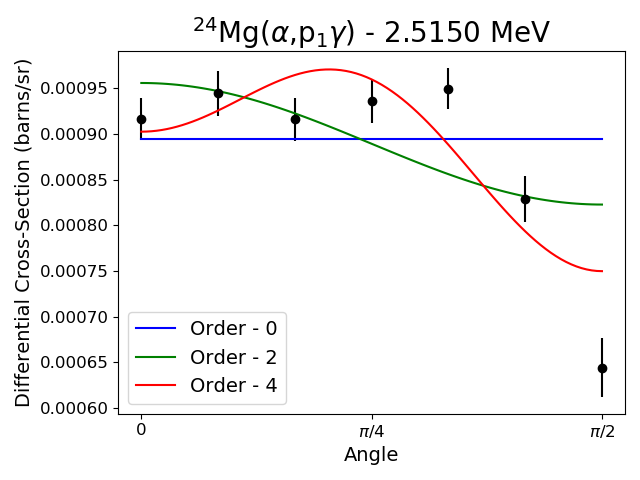 ²⁴Mg(α,p₁γ) - 2.5150 MeV
Differential Cross-Section (barns/sr)
0.00095
0.00090
0.00085
0.00080
0.00075
0.00070
0.00065
0.00060
Order - 0
Order - 2
Order - 4
0
π/4
π/2
Angle